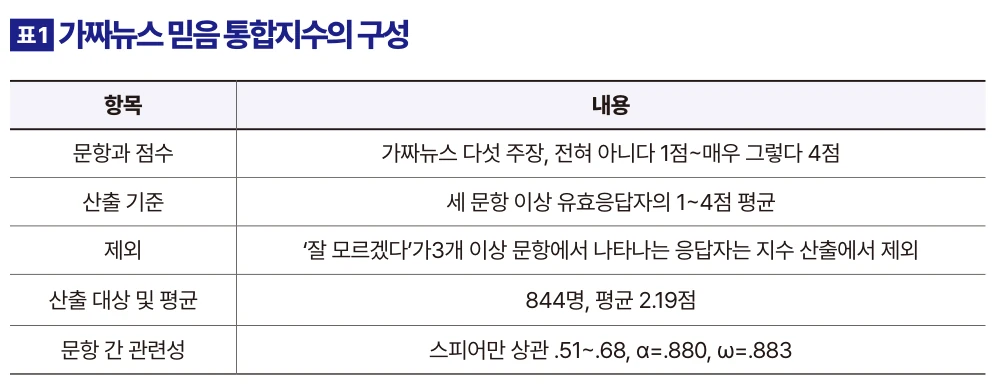 표1 가짜뉴스 믿음 통합지수의 구성
항목 내용
문항과 점수 가짜뉴스 다섯 주장, 전혀 아니다 1점~매우 그렇다 4점
산출 기준 세 문항 이상 유효응답자의 1~4점 평균
제외 ‘잘 모르겠다’가3개 이상 문항에서 나타나는 응답자는 지수 산출에서 제외
산출 대상 및 평균 844명, 평균 2.19점
문항 간 관련성 스피어만 상관 .51~.68, α=.880, ω=.883